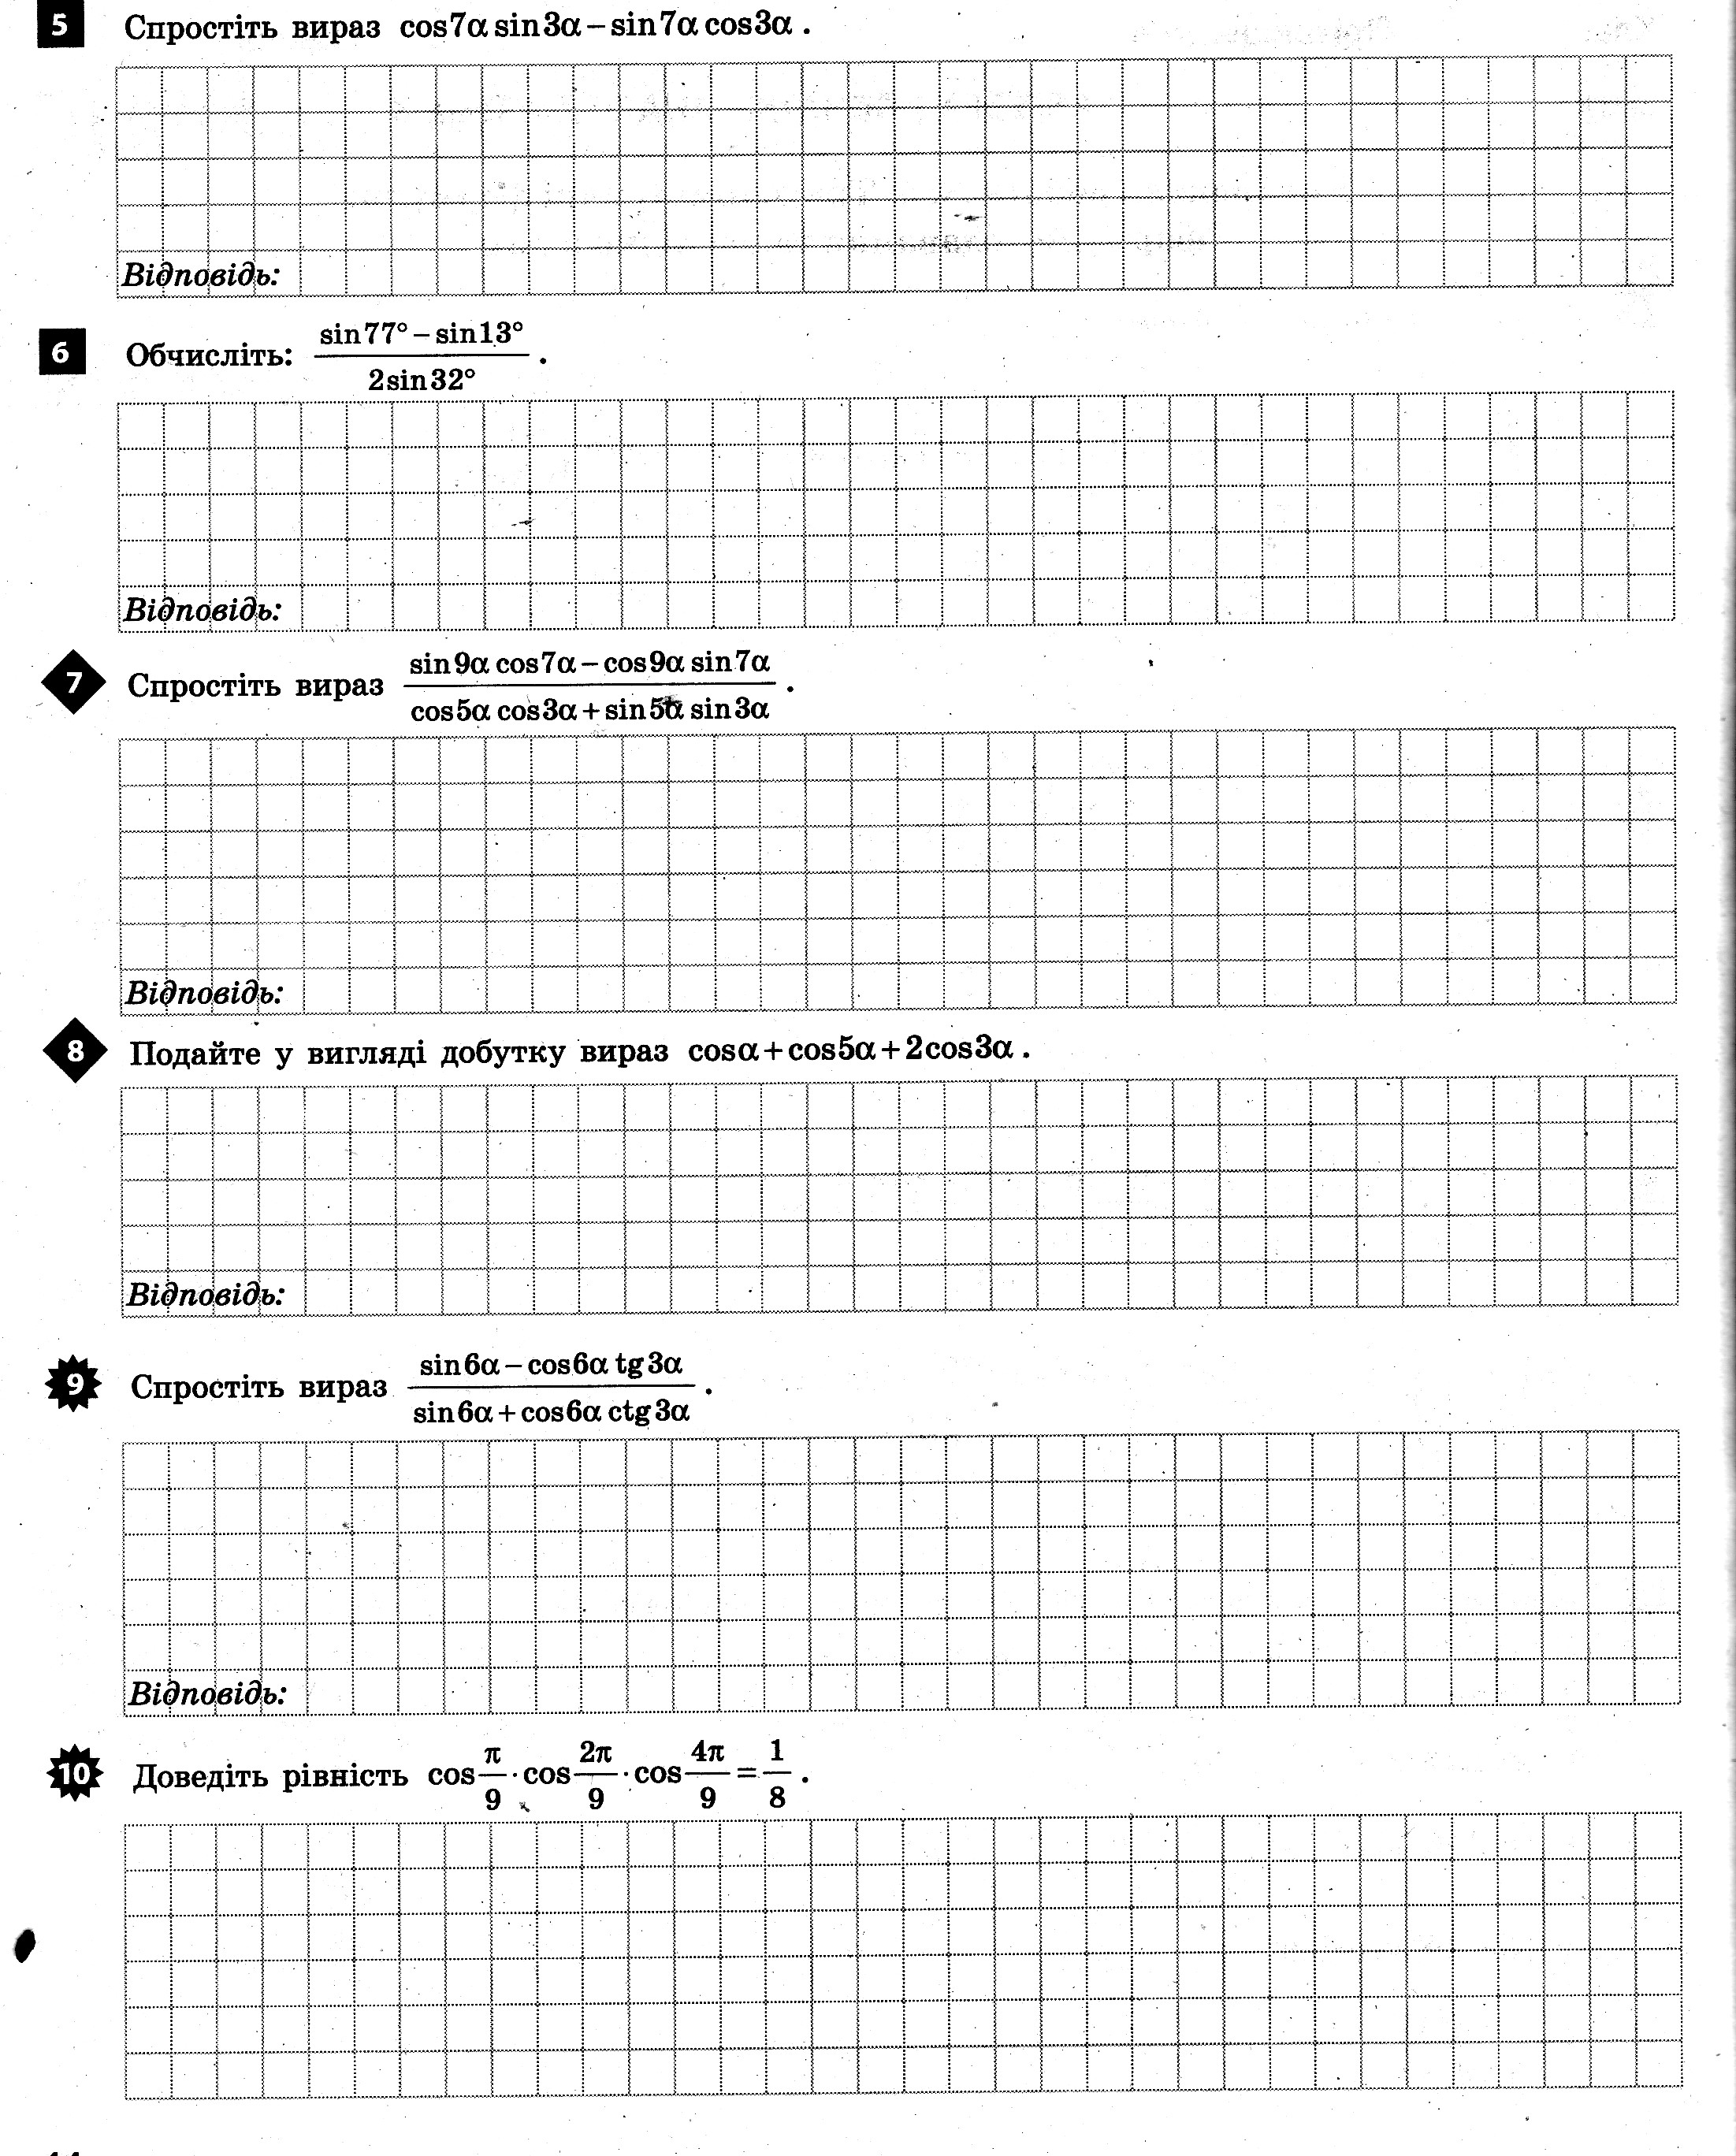 5 Спростіть вираз cos7α sin3α – sin7α cos3α .
Відповідь:
6 Обчисліть: (sin77° – sin13°)/(2sin32°) .
Відповідь:
7 Спростіть вираз (sin9α cos7α – cos9α sin7α)/(cos5α cos3α + sin5α sin3α) .
Відповідь:
8 Подайте у вигляді добутку вираз cosα + cos5α + 2cos3α .
Відповідь:
9 Спростіть вираз (sin6α – cos6α tg3α)/(sin6α + cos6α ctg3α) .
Відповідь:
10 Доведіть рівність cos π/9 · cos 2π/9 · cos 4π/9 = 1/8 .